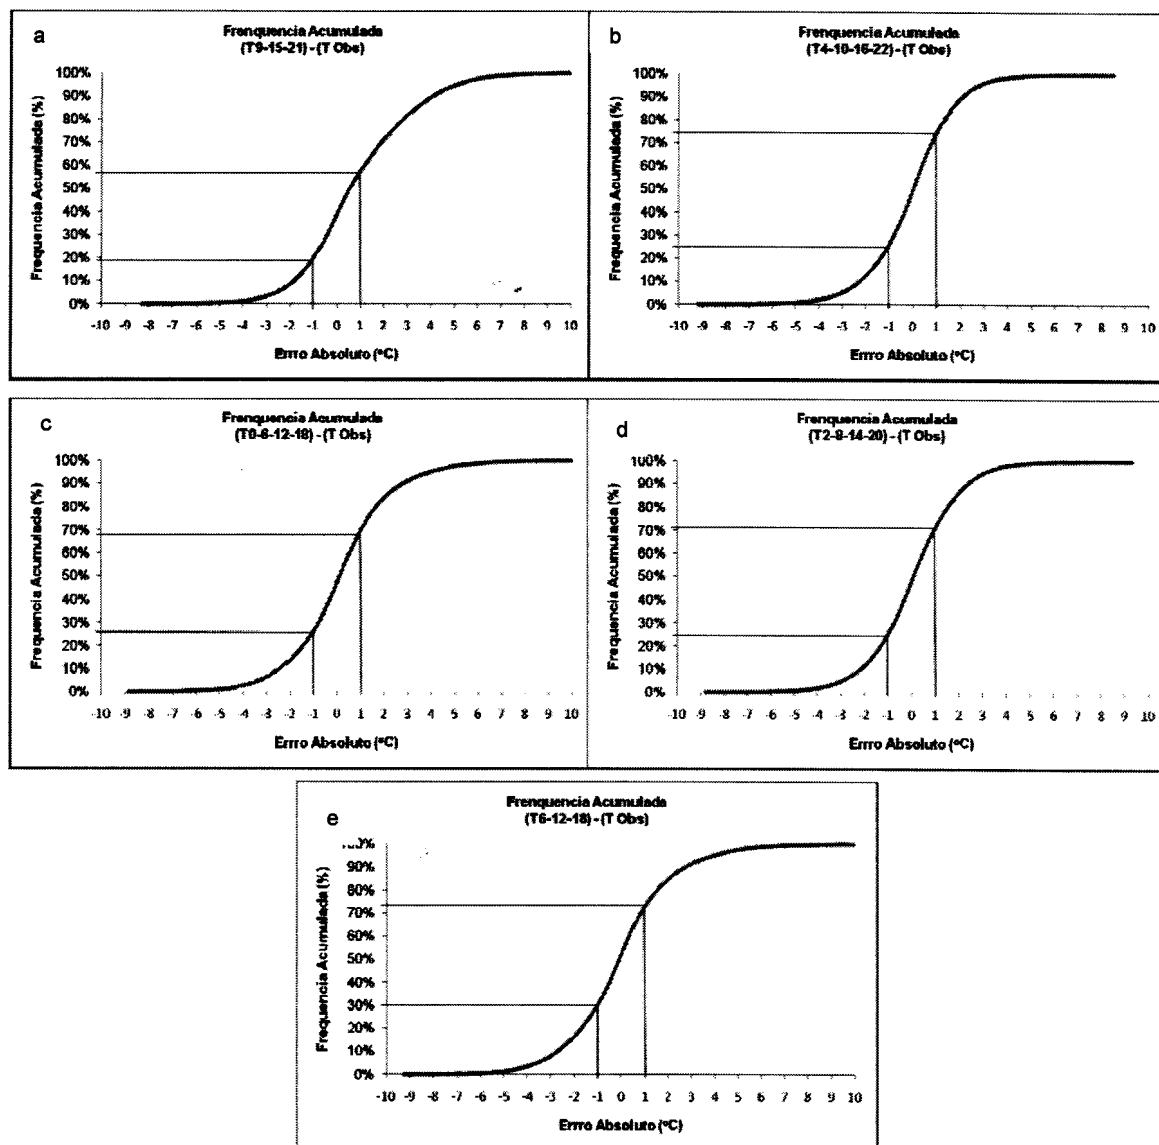 a
Frenquencia Acumulada
(T9-15-21) - (T Obs)
Frequencia Acumulada (%)
100%
90%
80%
70%
60%
50%
40%
30%
20%
10%
0%
-10 -9 -8 -7 -6 -5 -4 -3 -2 -1 0 1 2 3 4 5 6 7 8 9 10
Errro Absoluto (ºC)
b
Frenquencia Acumulada
(T4-10-16-22) - (T Obs)
Frequencia Acumulada (%)
100%
90%
80%
70%
60%
50%
40%
30%
20%
10%
0%
-10 -9 -8 -7 -6 -5 -4 -3 -2 -1 0 1 2 3 4 5 6 7 8 9 10
Errro Absoluto (ºC)
c
Frenquencia Acumulada
(T0-6-12-18) - (T Obs)
Frequencia Acumulada (%)
100%
90%
80%
70%
60%
50%
40%
30%
20%
10%
0%
-10 -9 -8 -7 -6 -5 -4 -3 -2 -1 0 1 2 3 4 5 6 7 8 9 10
Errro Absoluto (ºC)
d
Frenquencia Acumulada
(T2-8-14-20) - (T Obs)
Frequencia Acumulada (%)
100%
90%
80%
70%
60%
50%
40%
30%
20%
10%
0%
-10 -9 -8 -7 -6 -5 -4 -3 -2 -1 0 1 2 3 4 5 6 7 8 9 10
Errro Absoluto (ºC)
e
Frenquencia Acumulada
(T6-12-18) - (T Obs)
Frequencia Acumulada (%)
90%
80%
70%
60%
50%
40%
30%
20%
10%
0%
-10 -9 -8 -7 -6 -5 -4 -3 -2 -1 0 1 2 3 4 5 6 7 8 9 10
Errro Absoluto (ºC)